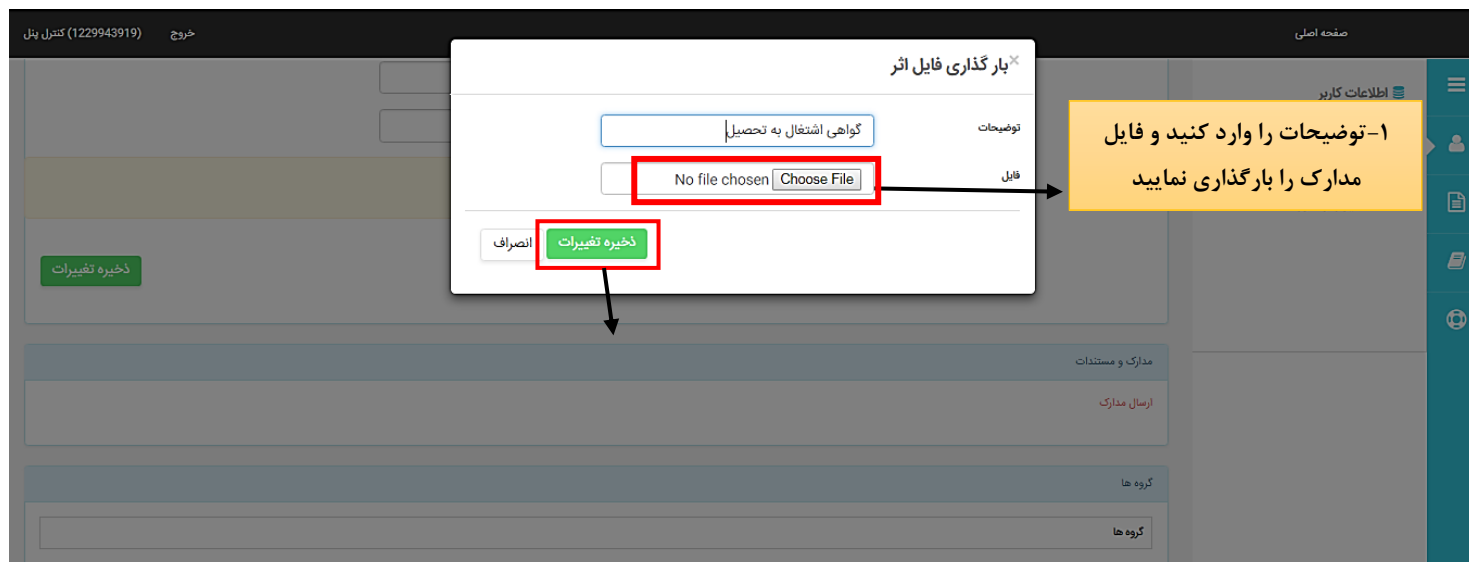 صفحه اصلی
خروج
(1229943919) کنترل پنل
اطلاعات کاربر
×
بار گذاری فایل اثر
توضیحات
گواهی اشتغال به تحصیل
فایل
No file chosen Choose File
ذخیره تغییرات
انصراف
۱-توضیحات را وارد کنید و فایل
مدارک را بارگذاری نمایید
ذخیره تغییرات
مدارک و مستندات
ارسال مدارک
گروه ها
گروه ها